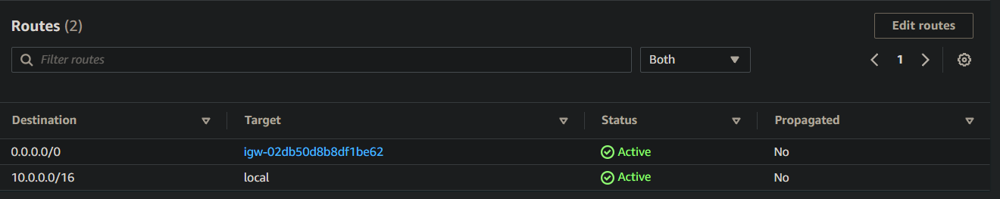 Routes (2)
Edit routes
Filter routes
Both
1
Destination Target Status Propagated
0.0.0.0/0 igw-02db50d8b8df1be62 Active No
10.0.0.0/16 local Active No